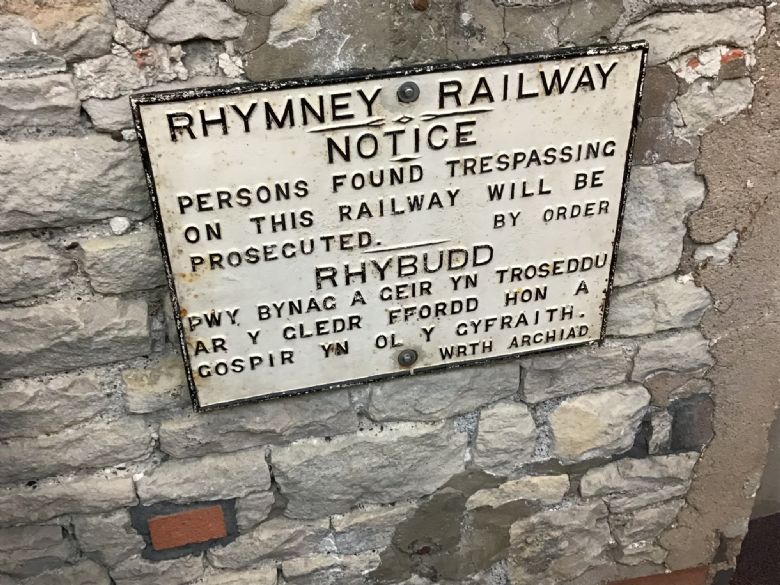 RHYMNEY RAILWAY
NOTICE
PERSONS FOUND TRESPASSING
ON THIS RAILWAY WILL BE
PROSECUTED. BY ORDER
RHYBUDD
PWY BYNAG A GEIR YN TROSEDDU
AR Y GLEDR FFORDD HON A
GOSPIR YN OL Y GYFRAITH.
WRTH ARCHIAD